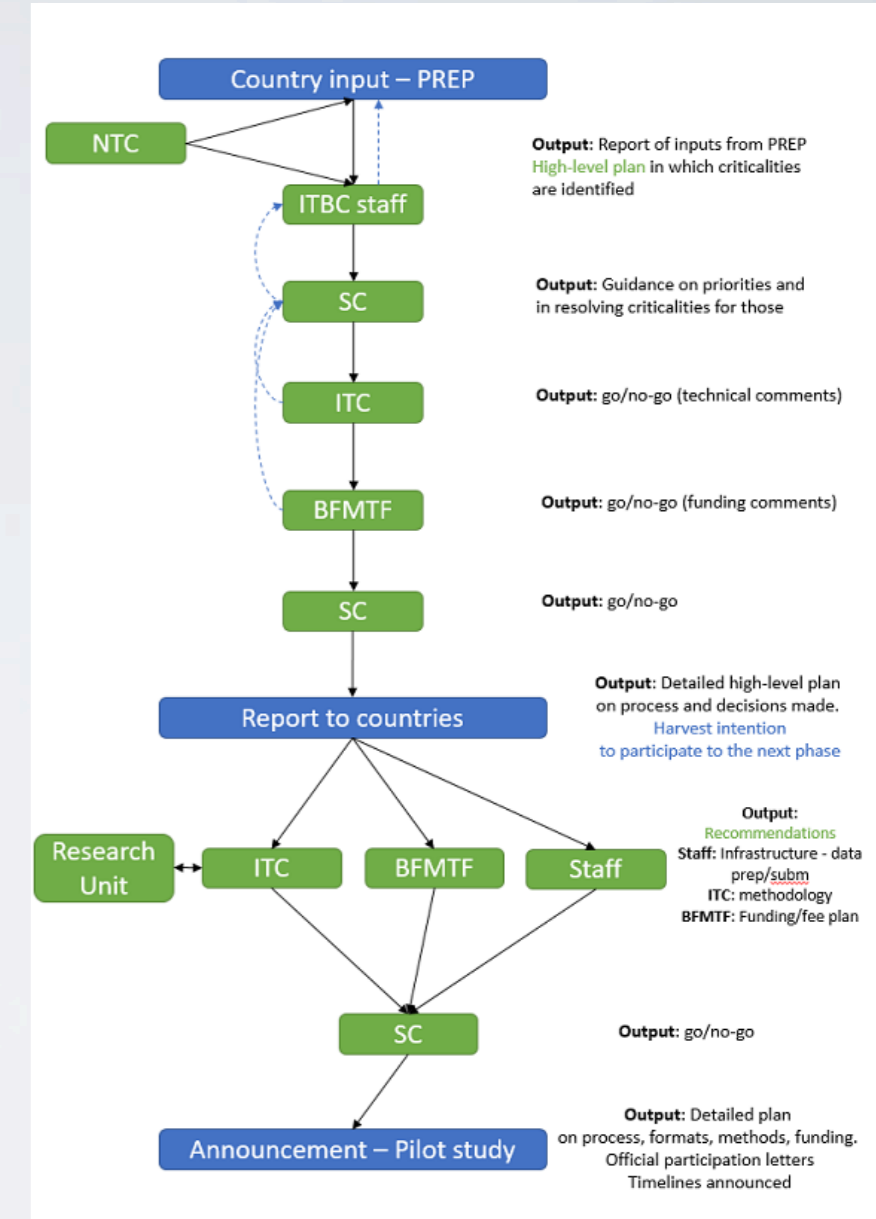 Country input – PREP
NTC
Output: Report of inputs from PREP
High-level plan in which criticalities
are identified
ITBC staff
Output: Guidance on priorities and
in resolving criticalities for those
SC
ITC
Output: go/no-go (technical comments)
BFMTF
Output: go/no-go (funding comments)
SC
Output: go/no-go
Output: Detailed high-level plan
on process and decisions made.
Harvest intention
to participate to the next phase
Report to countries
Output:
Recommendations
Staff: Infrastructure - data
prep/subm
ITC: methodology
BFMTF: Funding/fee plan
Research
Unit
ITC
BFMTF
Staff
SC
Output: go/no-go
Announcement – Pilot study
Output: Detailed plan
on process, formats, methods, funding.
Official participation letters
Timelines announced